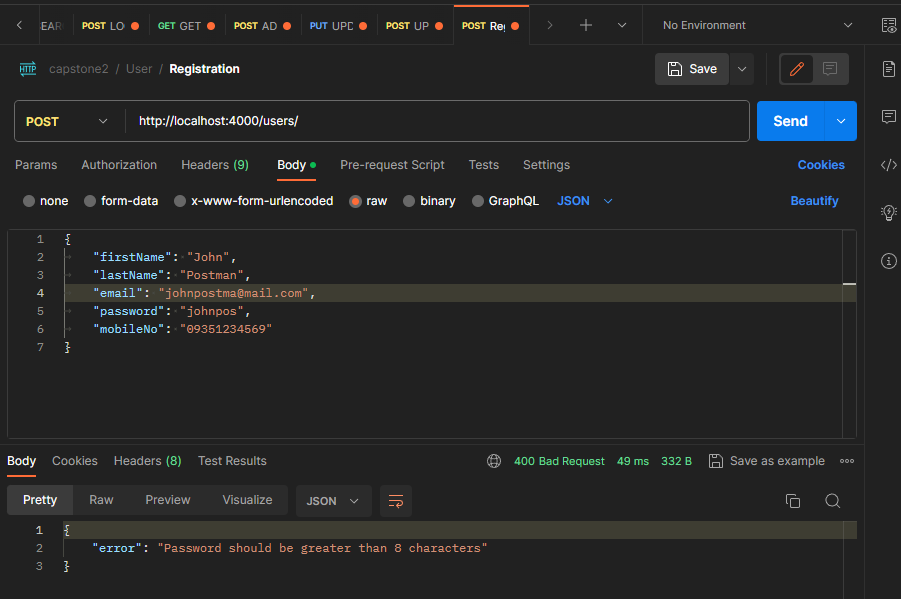 EAR POST LO GET GET POST AD PUT UPD POST UP POST Reg No Environment
HTTP capstone2 / User / Registration Save
POST http://localhost:4000/users/ Send
Params Authorization Headers (9) Body Pre-request Script Tests Settings Cookies
none form-data x-www-form-urlencoded raw binary GraphQL JSON Beautify
1 {
2 "firstName": "John",
3 "lastName": "Postman",
4 "email": "johnpostma@mail.com",
5 "password": "johnpos",
6 "mobileNo": "09351234569"
7 }
Body Cookies Headers (8) Test Results 400 Bad Request 49 ms 332 B Save as example
Pretty Raw Preview Visualize JSON
1 {
2 "error": "Password should be greater than 8 characters"
3 }